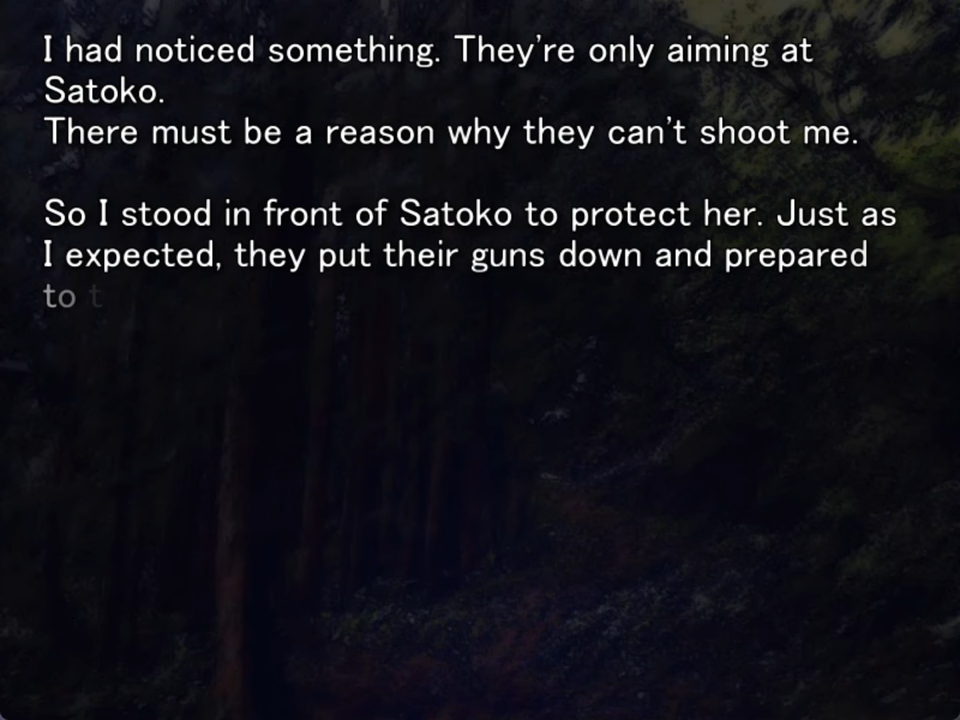 I had noticed something. They're only aiming at
Satoko.
There must be a reason why they can't shoot me.
So I stood in front of Satoko to protect her. Just as
I expected, they put their guns down and prepared
to t